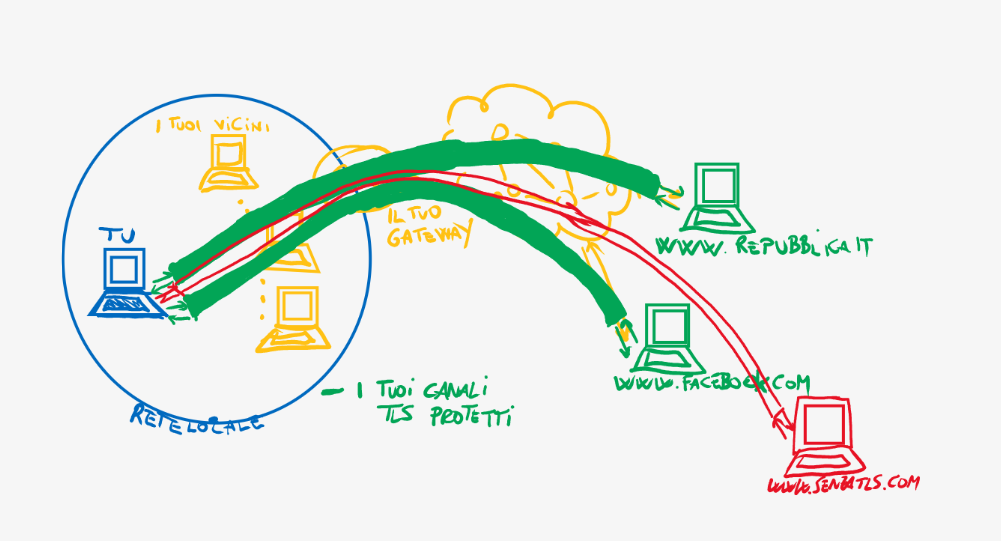 I TUOI VICINI
TU
IL TUO
GATEWAY
WWW.REPUBBLICA.IT
WWW.FACEBOOK.COM
– I TUOI CANALI
TLS PROTETTI
RETE LOCALE
WWW.SENZATLS.COM